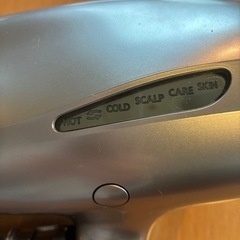 HOT ⇆ COLD SCALP CARE SKIN